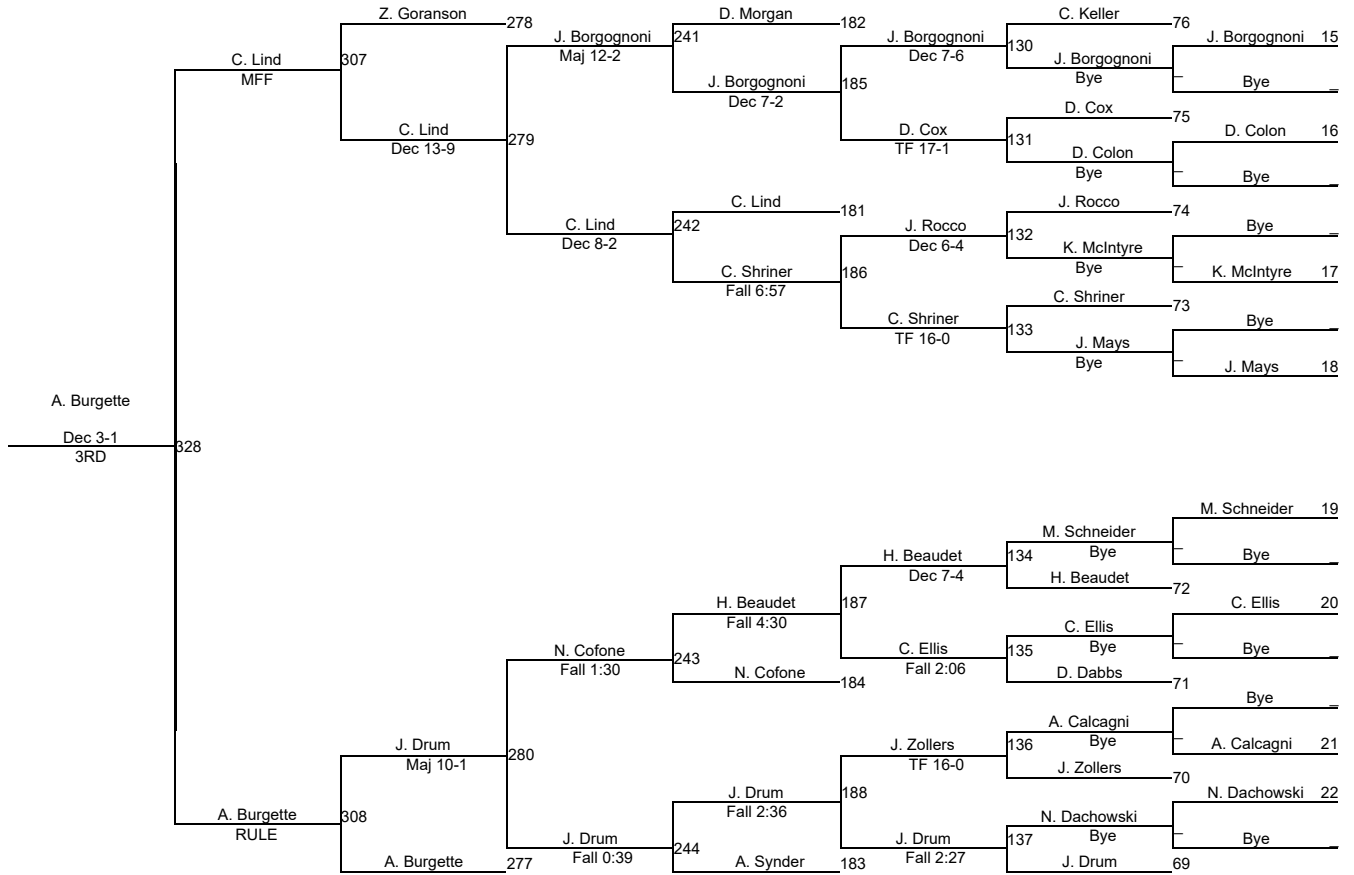 Z. Goranson 278 D. Morgan 182 C. Keller 76
C. Lind 307 J. Borgognoni 241 J. Borgognoni 130 J. Borgognoni 15
MFF Maj 12-2 Dec 7-6 J. Borgognoni
Bye _ Bye _
J. Borgognoni 185
Dec 7-2
D. Cox 75
C. Lind 279 D. Cox 131 D. Colon 16
Dec 13-9 TF 17-1 D. Colon
Bye _ Bye _
C. Lind 181 J. Rocco 74
C. Lind 242 J. Rocco 132 Bye _
Dec 8-2 Dec 6-4 K. McIntyre
Bye _ K. McIntyre 17
C. Shriner 186
Fall 6:57
C. Shriner 73
C. Shriner 133 Bye _
TF 16-0 J. Mays
Bye _ J. Mays 18
A. Burgette
Dec 3-1 328
3RD
M. Schneider 19
M. Schneider
134 Bye _ Bye _
H. Beaudet
Dec 7-4 H. Beaudet 72
H. Beaudet 187 C. Ellis 20
Fall 4:30 C. Ellis
135 Bye _ Bye _
N. Cofone 243 C. Ellis
Fall 1:30 N. Cofone 184 Fall 2:06 D. Dabbs 71
Bye _
A. Calcagni
136 Bye _ A. Calcagni 21
J. Drum 280 J. Zollers
Maj 10-1 TF 16-0 J. Zollers 70
J. Drum 188 N. Dachowski 22
Fall 2:36
A. Burgette 308 N. Dachowski
RULE 137 Bye _ Bye _
J. Drum 244 J. Drum
Fall 0:39 Fall 2:27
A. Burgette 277 A. Synder 183 J. Drum 69